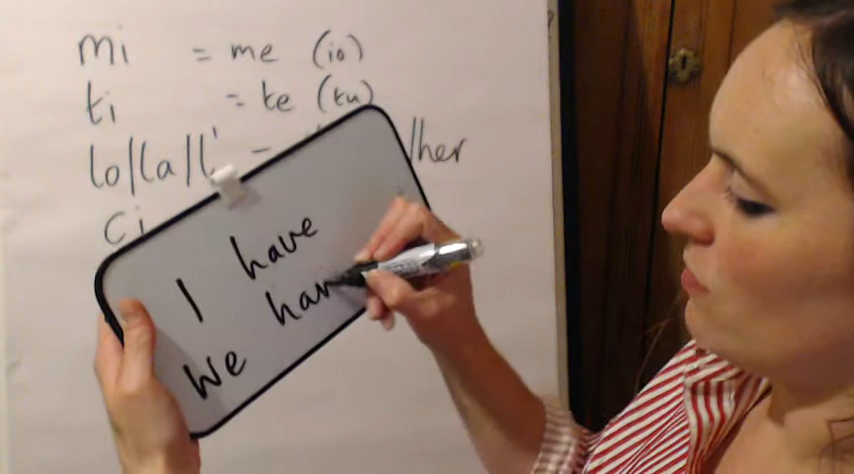 mi = me (io)
ti = te (tu)
lo/la/l' - /her
ci
I have
We hav